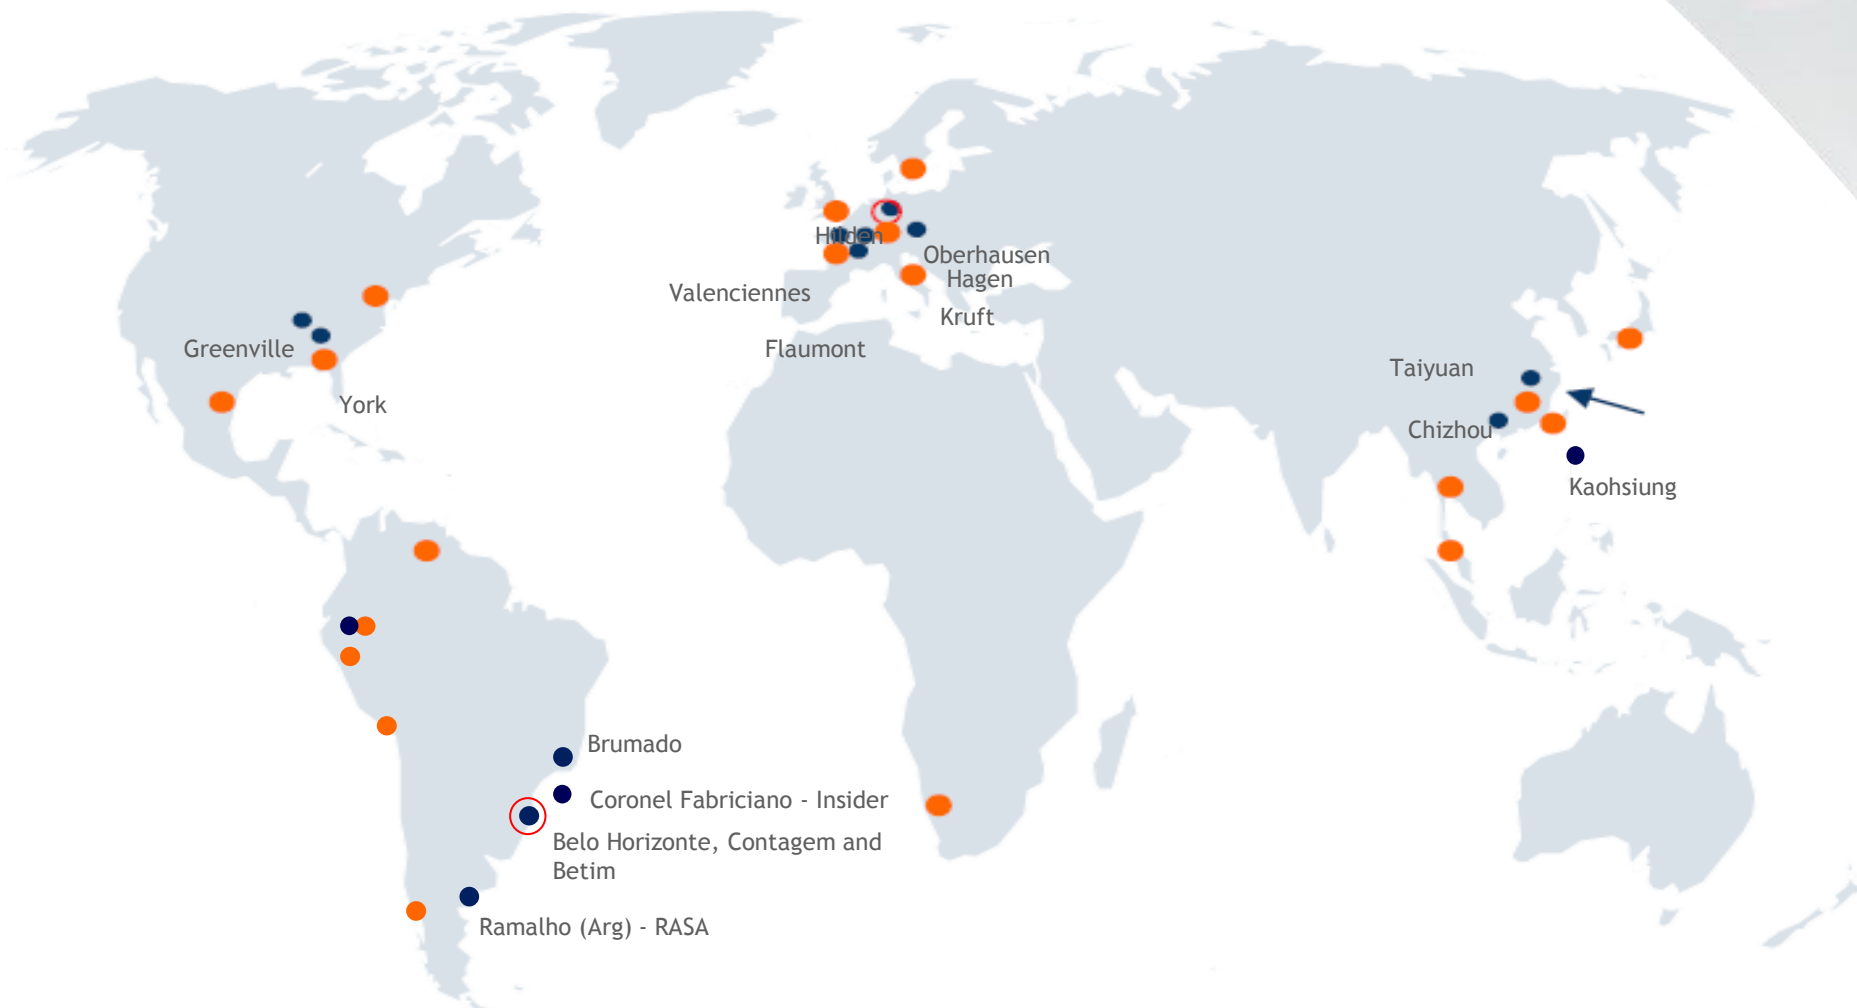 Hilden
Oberhausen
Hagen
Valenciennes
Kruft
Greenville
Flaumont
Taiyuan
York
Chizhou
Kaohsiung
Brumado
Coronel Fabriciano - Insider
Belo Horizonte, Contagem and
Betim
Ramalho (Arg) - RASA